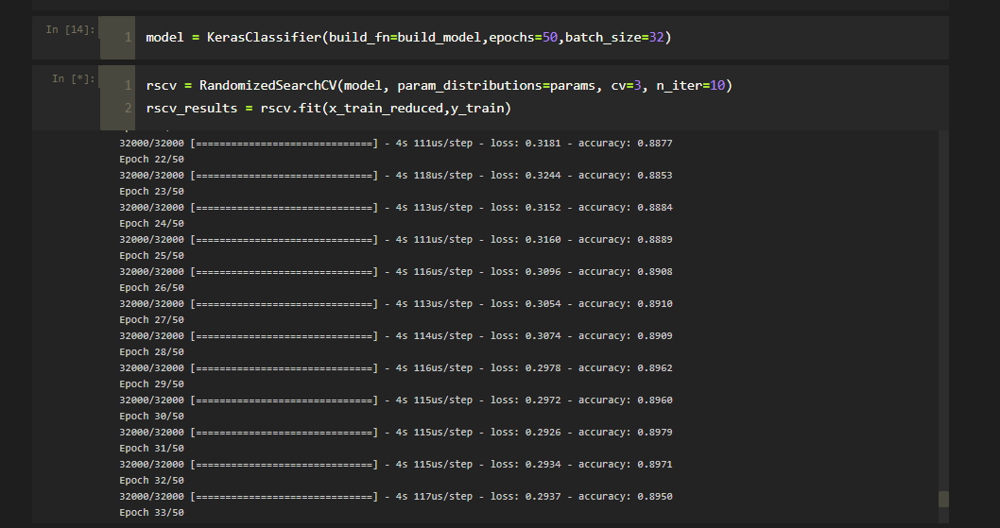 In [14]:
1 model = KerasClassifier(build_fn=build_model,epochs=50,batch_size=32)
In [*]:
1 rscv = RandomizedSearchCV(model, param_distributions=params, cv=3, n_iter=10)
2 rscv_results = rscv.fit(x_train_reduced,y_train)
32000/32000 [==============================] - 4s 111us/step - loss: 0.3181 - accuracy: 0.8877
Epoch 22/50
32000/32000 [==============================] - 4s 118us/step - loss: 0.3244 - accuracy: 0.8853
Epoch 23/50
32000/32000 [==============================] - 4s 113us/step - loss: 0.3152 - accuracy: 0.8884
Epoch 24/50
32000/32000 [==============================] - 4s 111us/step - loss: 0.3160 - accuracy: 0.8889
Epoch 25/50
32000/32000 [==============================] - 4s 116us/step - loss: 0.3096 - accuracy: 0.8908
Epoch 26/50
32000/32000 [==============================] - 4s 113us/step - loss: 0.3054 - accuracy: 0.8910
Epoch 27/50
32000/32000 [==============================] - 4s 114us/step - loss: 0.3074 - accuracy: 0.8909
Epoch 28/50
32000/32000 [==============================] - 4s 116us/step - loss: 0.2978 - accuracy: 0.8962
Epoch 29/50
32000/32000 [==============================] - 4s 115us/step - loss: 0.2972 - accuracy: 0.8960
Epoch 30/50
32000/32000 [==============================] - 4s 115us/step - loss: 0.2926 - accuracy: 0.8979
Epoch 31/50
32000/32000 [==============================] - 4s 115us/step - loss: 0.2934 - accuracy: 0.8971
Epoch 32/50
32000/32000 [==============================] - 4s 117us/step - loss: 0.2937 - accuracy: 0.8950
Epoch 33/50